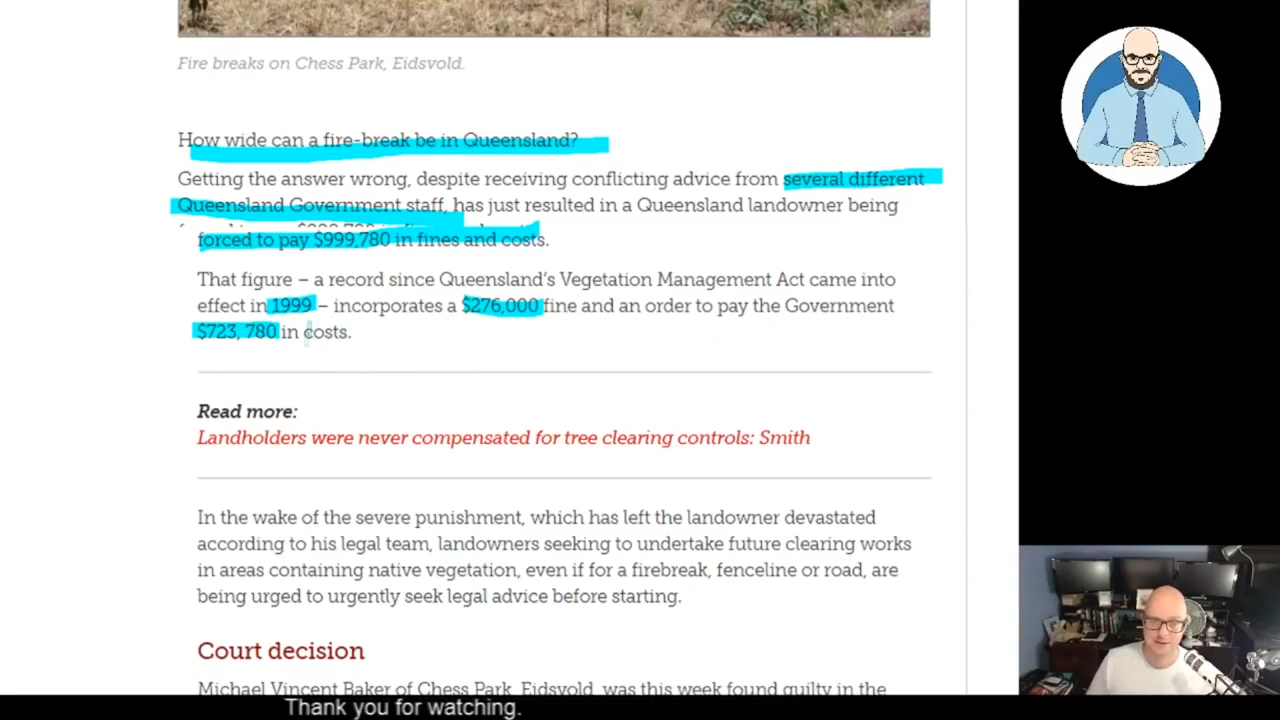 Fire breaks on Chess Park, Eidsvold.
How wide can a fire-break be in Queensland?
Getting the answer wrong, despite receiving conflicting advice from several different
Queensland Government staff, has just resulted in a Queensland landowner being
forced to pay $999,780 in fines and costs.
That figure – a record since Queensland's Vegetation Management Act came into
effect in 1999 – incorporates a $276,000 fine and an order to pay the Government
$723, 780 in costs.
Read more:
Landholders were never compensated for tree clearing controls: Smith
In the wake of the severe punishment, which has left the landowner devastated
according to his legal team, landowners seeking to undertake future clearing works
in areas containing native vegetation, even if for a firebreak, fenceline or road, are
being urged to urgently seek legal advice before starting.
Court decision
Michael Vincent Baker of Chess Park, Eidsvold, was this week found guilty in the
Thank you for watching.